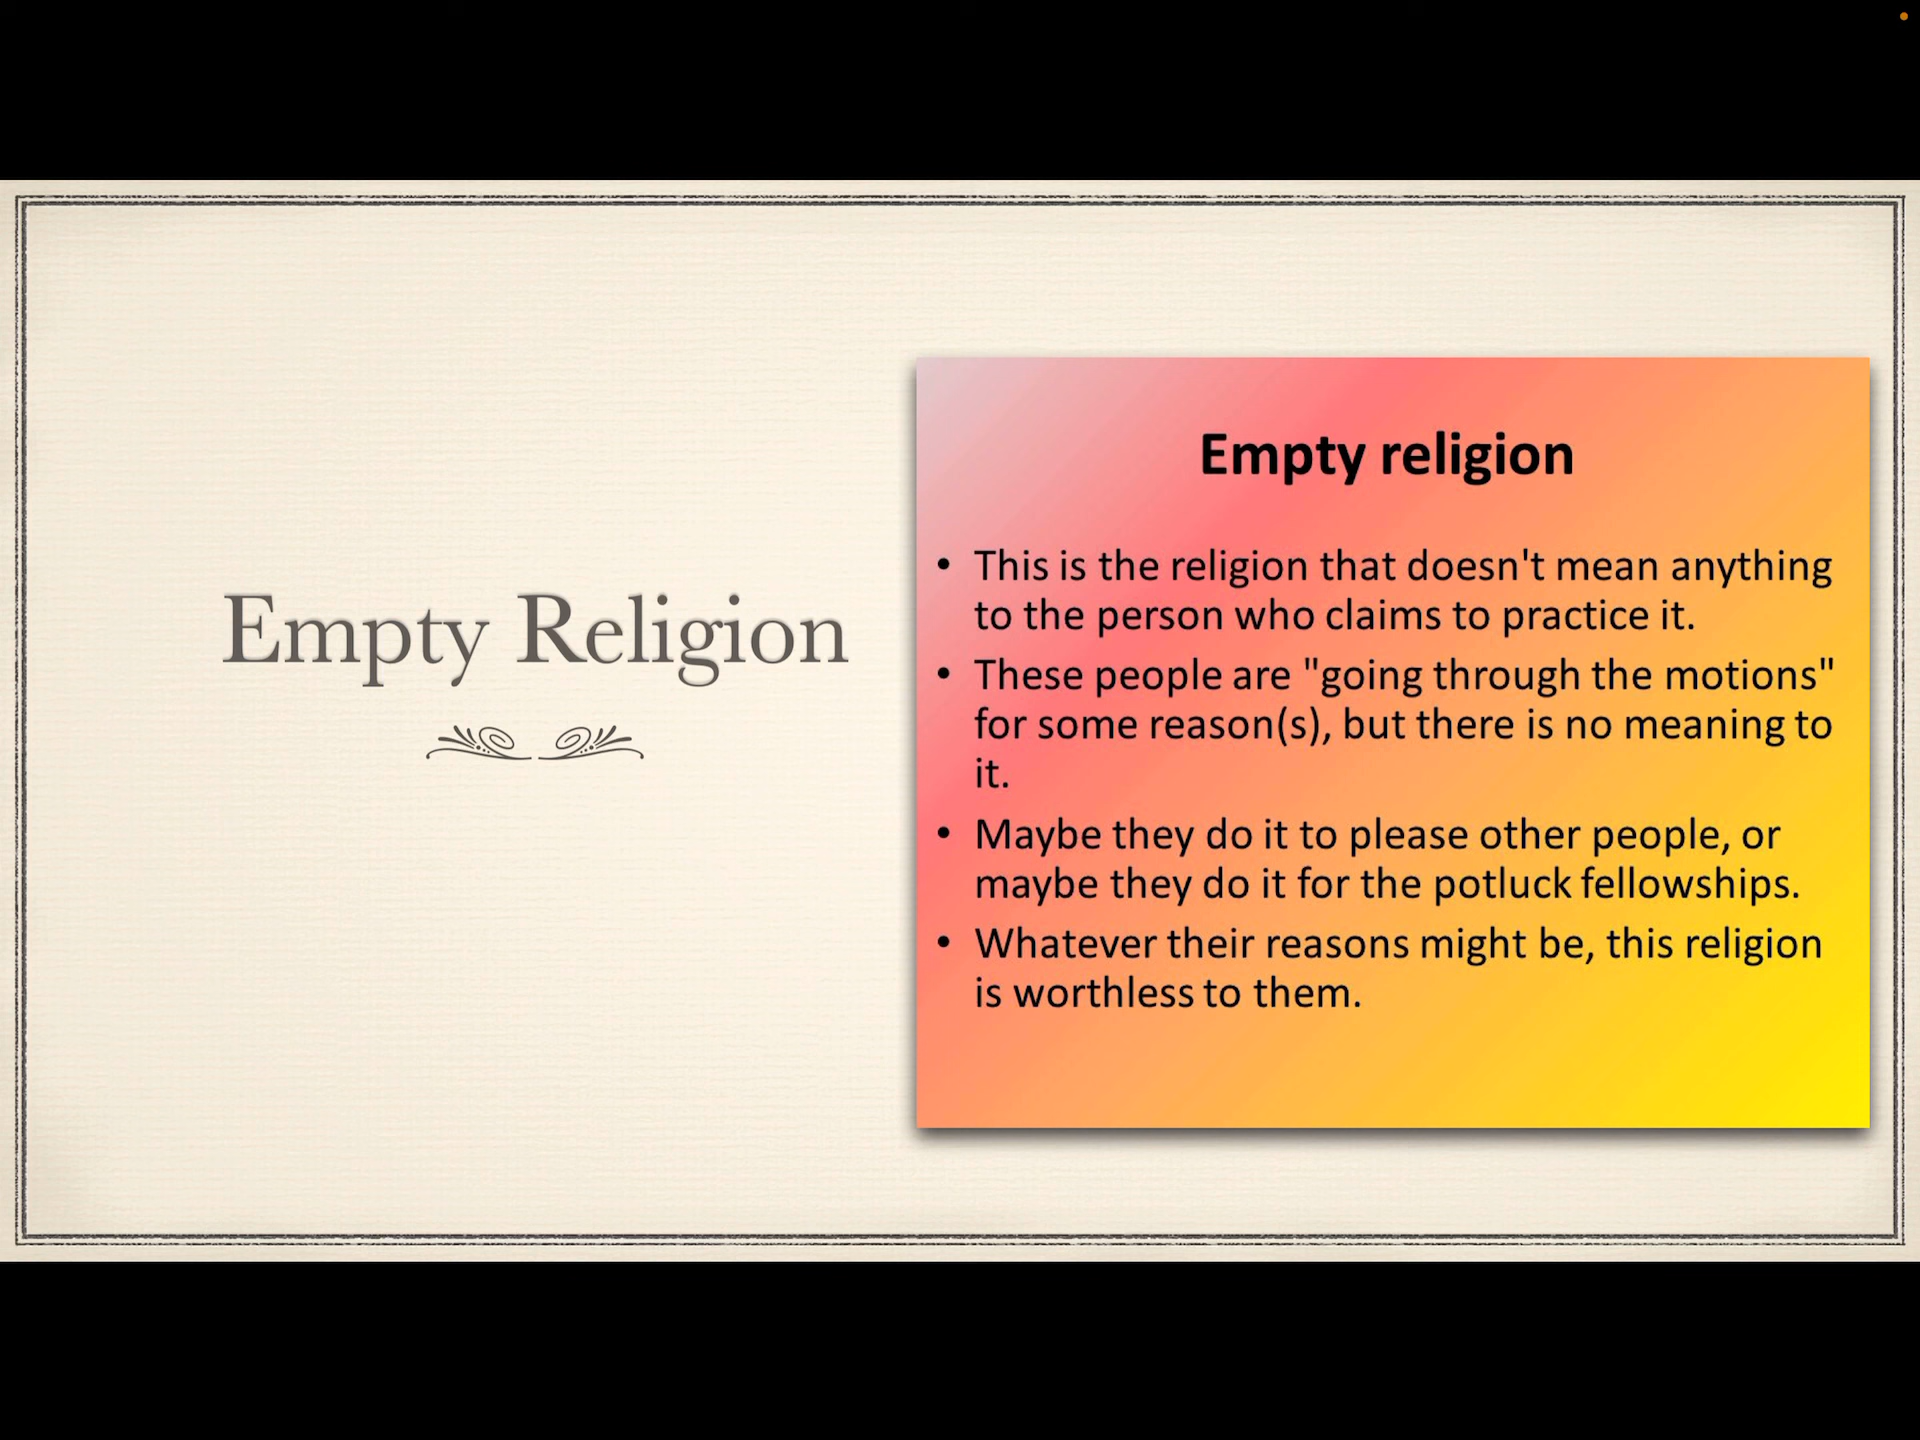 Empty Religion
Empty religion
• This is the religion that doesn't mean anything
to the person who claims to practice it.
• These people are "going through the motions"
for some reason(s), but there is no meaning to
it.
• Maybe they do it to please other people, or
maybe they do it for the potluck fellowships.
• Whatever their reasons might be, this religion
is worthless to them.